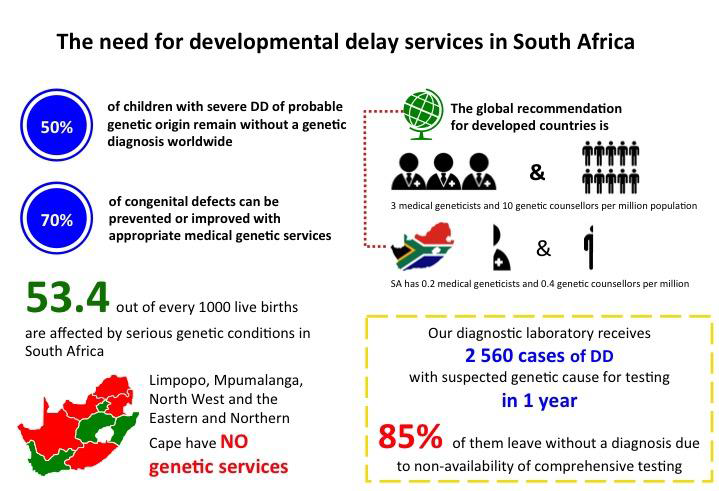 The need for developmental delay services in South Africa
50%
of children with severe DD of probable
genetic origin remain without a genetic
diagnosis worldwide
70%
of congenital defects can be
prevented or improved with
appropriate medical genetic services
53.4 out of every 1000 live births
are affected by serious genetic conditions in
South Africa
Limpopo, Mpumalanga,
North West and the
Eastern and Northern
Cape have NO
genetic services
The global recommendation
for developed countries is
&
3 medical geneticists and 10 genetic counsellors per million population
&
SA has 0.2 medical geneticists and 0.4 genetic counsellors per million
Our diagnostic laboratory receives
2 560 cases of DD
with suspected genetic cause for testing
in 1 year
85% of them leave without a diagnosis due
to non-availability of comprehensive testing